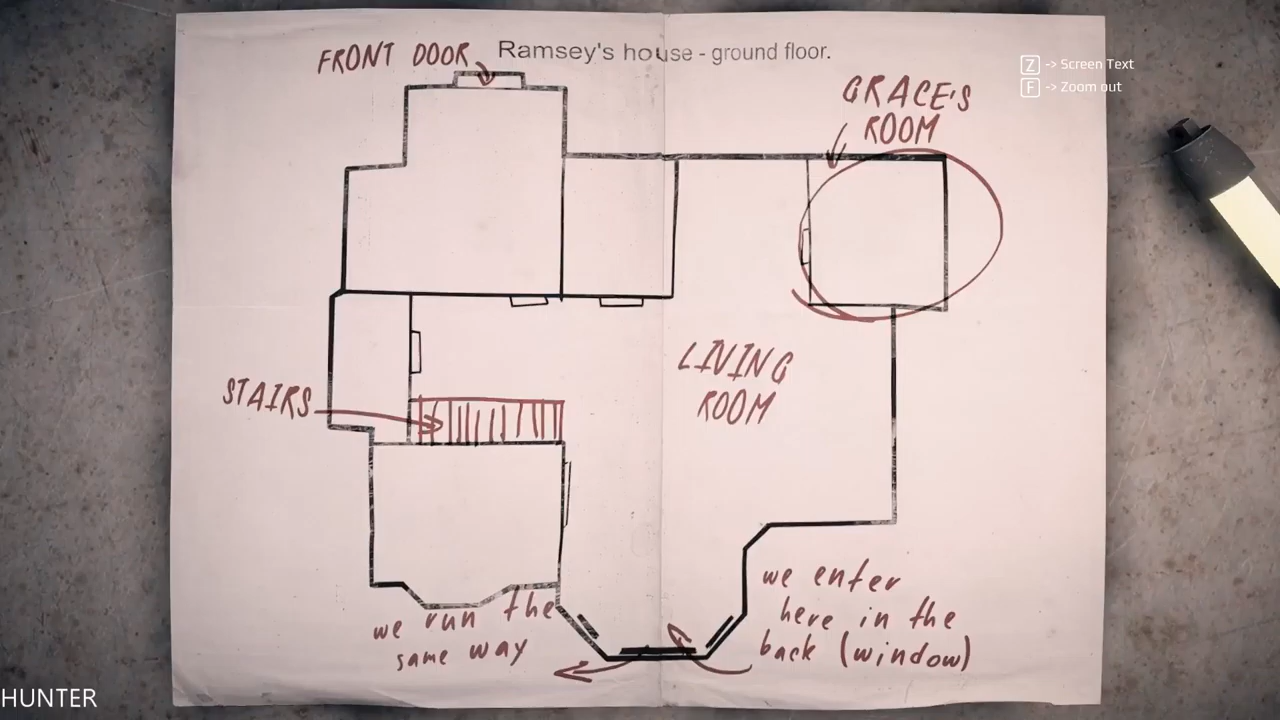 FRONT DOOR
Ramsey's house - ground floor.
Z -> Screen Text
F -> Zoom out
GRACE'S
ROOM
LIVING
ROOM
STAIRS
we enter
here in the
back (window)
we run the
same way
HUNTER